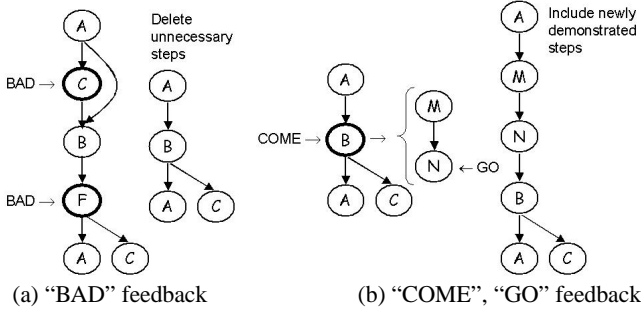 A
Delete
unnecessary
steps
BAD →
C
A
B
B
BAD →
F
A
C
A
C
(a) “BAD” feedback
A
COME →
B
→
M
N
← GO
A
C
A
Include newly
demonstrated
steps
M
N
B
A
C
(b) “COME”, “GO” feedback